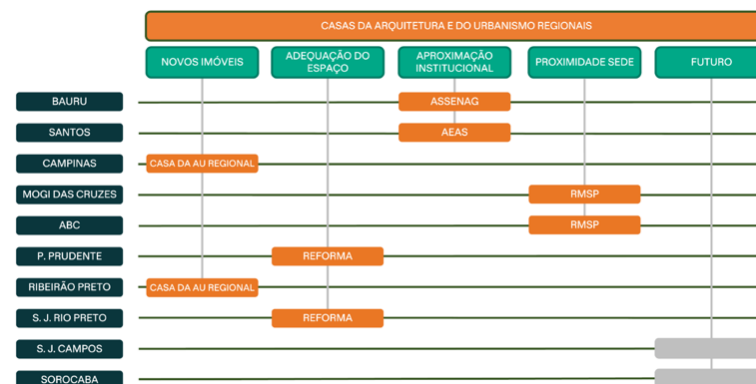 CASAS DA ARQUITETURA E DO URBANISMO REGIONAIS
NOVOS IMÓVEIS
ADEQUAÇÃO DO
ESPAÇO
APROXIMAÇÃO
INSTITUCIONAL
PROXIMIDADE SEDE
FUTURO
BAURU
ASSENAG
SANTOS
AEAS
CAMPINAS
CASA DA AU REGIONAL
MOGI DAS CRUZES
RMSP
ABC
RMSP
P. PRUDENTE
REFORMA
RIBEIRÃO PRETO
CASA DA AU REGIONAL
S. J. RIO PRETO
REFORMA
S. J. CAMPOS
SOROCABA